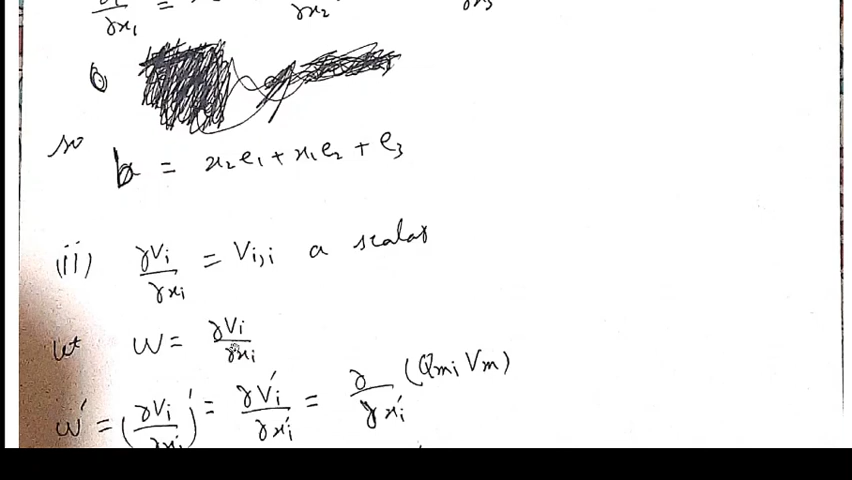 so b = x₂e₁ + x₁e₂ + e₃
(ii) ∂Vᵢ/∂xᵢ = Vᵢ,ᵢ a scalar
let W = ∂Vᵢ/∂xᵢ
W' = (∂Vᵢ/∂xᵢ)' = ∂V'ᵢ/∂x'ᵢ = ∂/∂x'ᵢ (Qmi Vm)